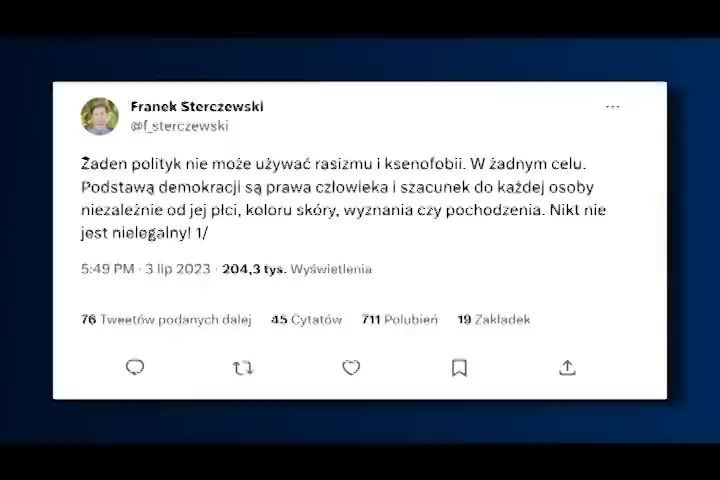 Franek Sterczewski
@f_sterczewski
Żaden polityk nie może używać rasizmu i ksenofobii. W żadnym celu.
Podstawą demokracji są prawa człowieka i szacunek do każdej osoby
niezależnie od jej płci, koloru skóry, wyznania czy pochodzenia. Nikt nie
jest nielegalny! 1/
5:49 PM · 3 lip 2023 · 204,3 tys. Wyświetlenia
76 Tweetów podanych dalej 45 Cytatów 711 Polubień 19 Zakładek